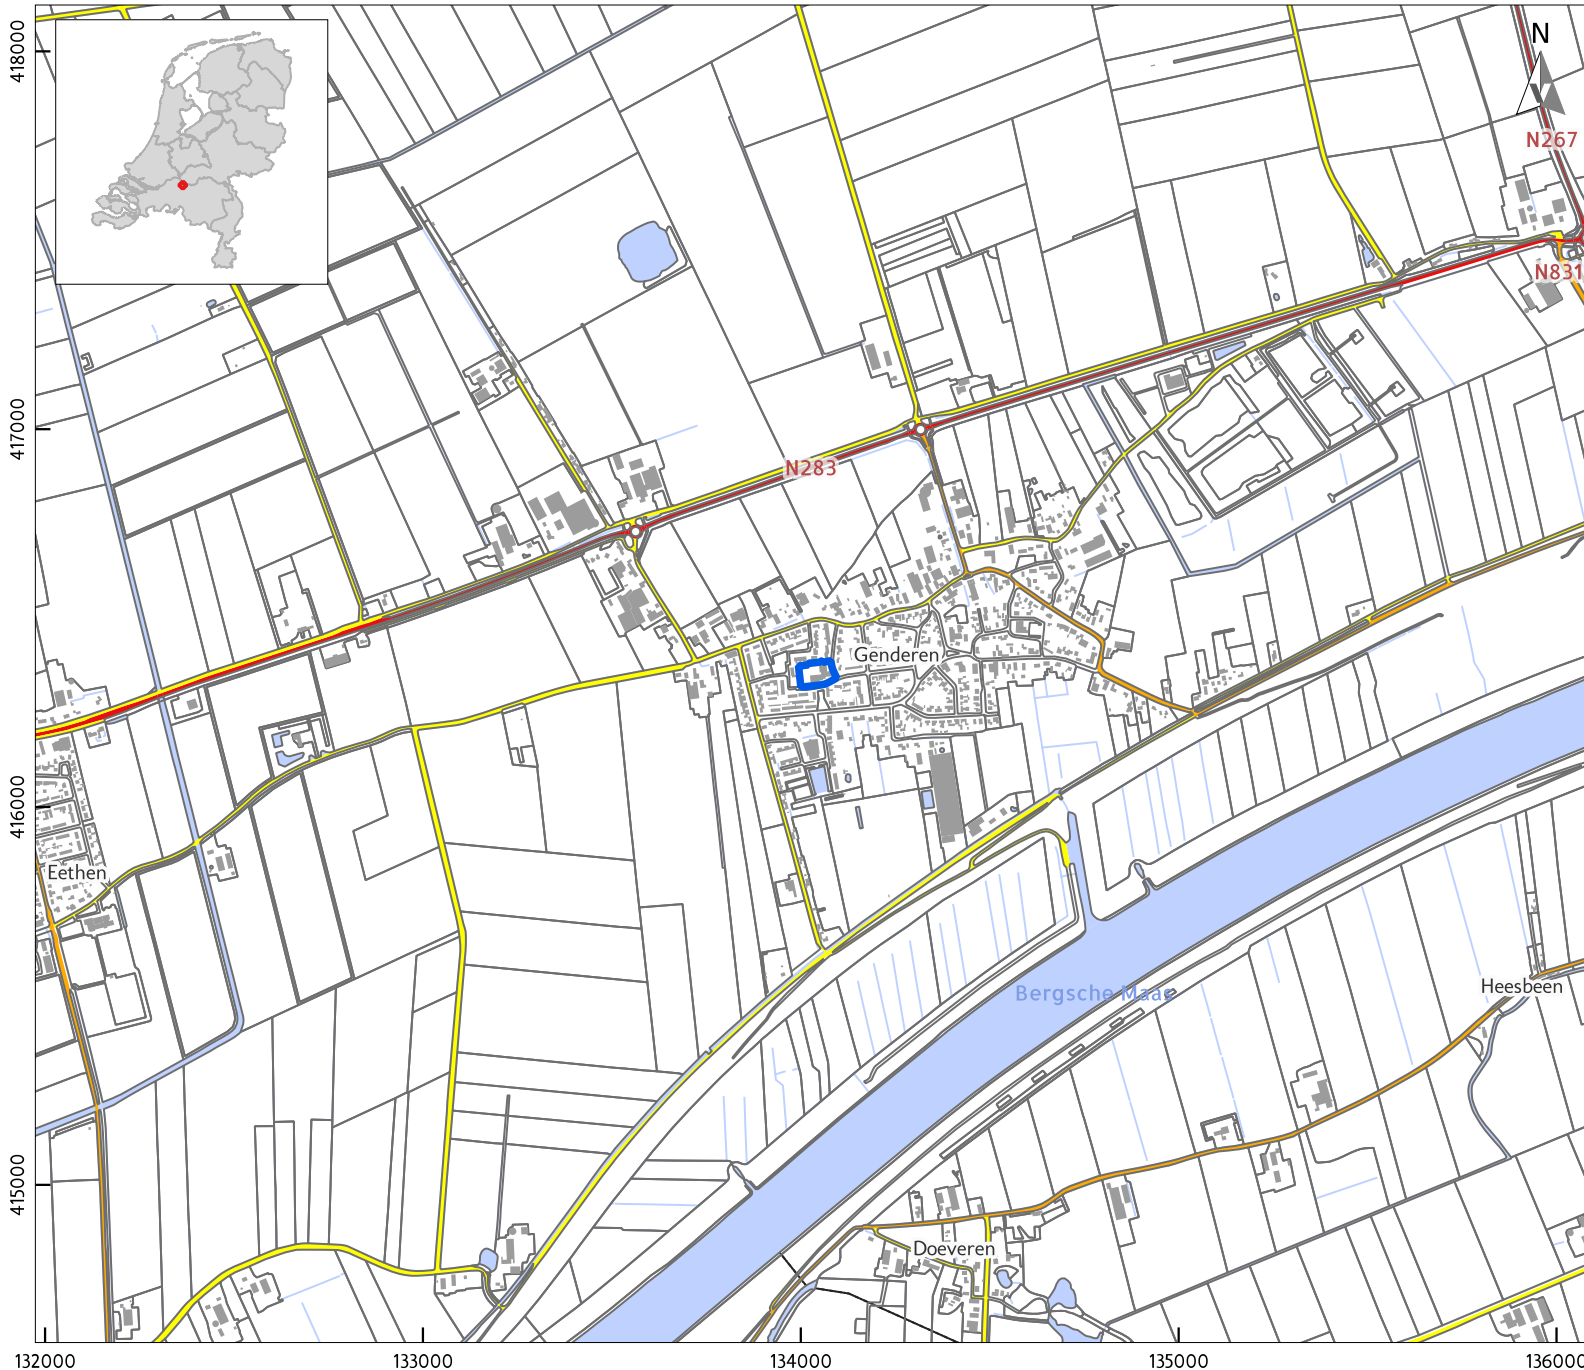 418000
N
N267
N831
417000
N283
Genderen
416000
Eethen
Bergsche Maas
Heesbeen
415000
Doeveren
132000
133000
134000
135000
136000